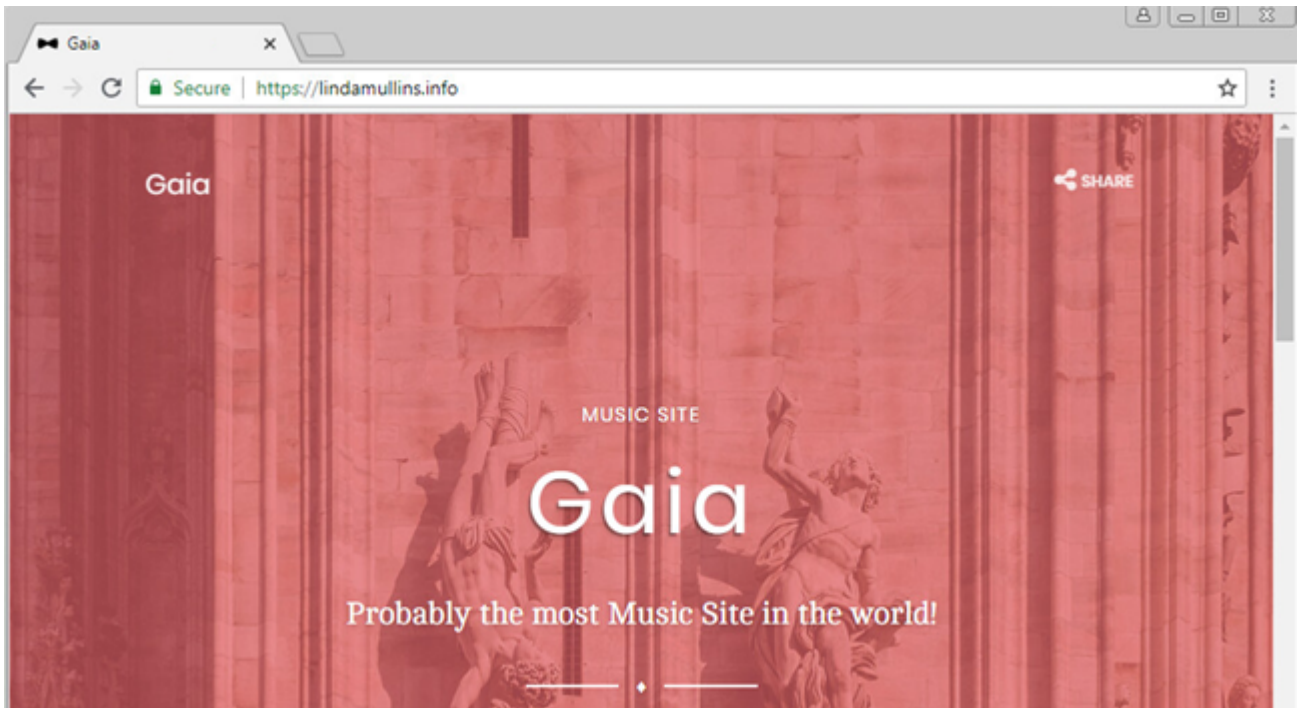 Gaia
Secure | https://lindamullins.info
Gaia
SHARE
MUSIC SITE
Gaia
Probably the most Music Site in the world!